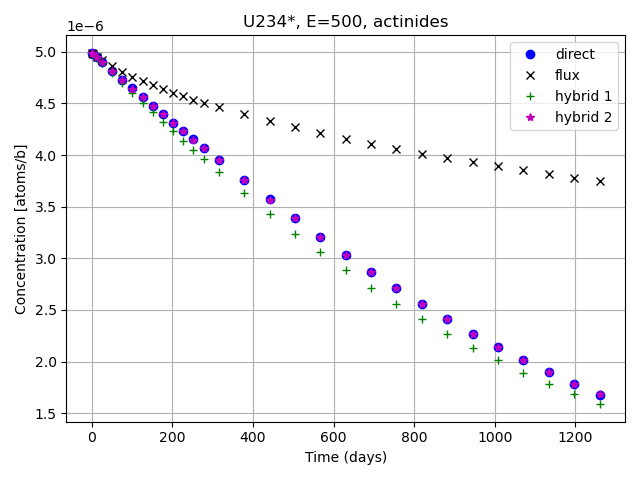 U234*, E=500, actinides
1e−6
5.0
4.5
4.0
3.5
3.0
2.5
2.0
1.5
Concentration [atoms/b]
direct
flux
hybrid 1
hybrid 2
0 200 400 600 800 1000 1200
Time (days)